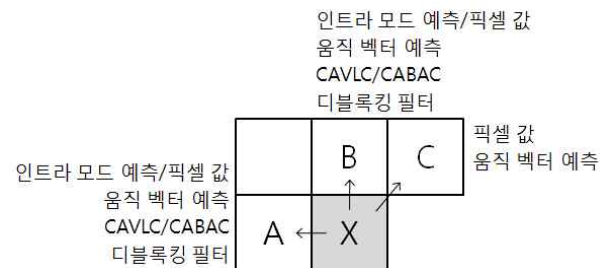 인트라 모드 예측/픽셀 값
움직 벡터 예측
CAVLC/CABAC
디블록킹 필터
B
C
픽셀 값
움직 벡터 예측
인트라 모드 예측/픽셀 값
움직 벡터 예측
CAVLC/CABAC
디블록킹 필터
A
X